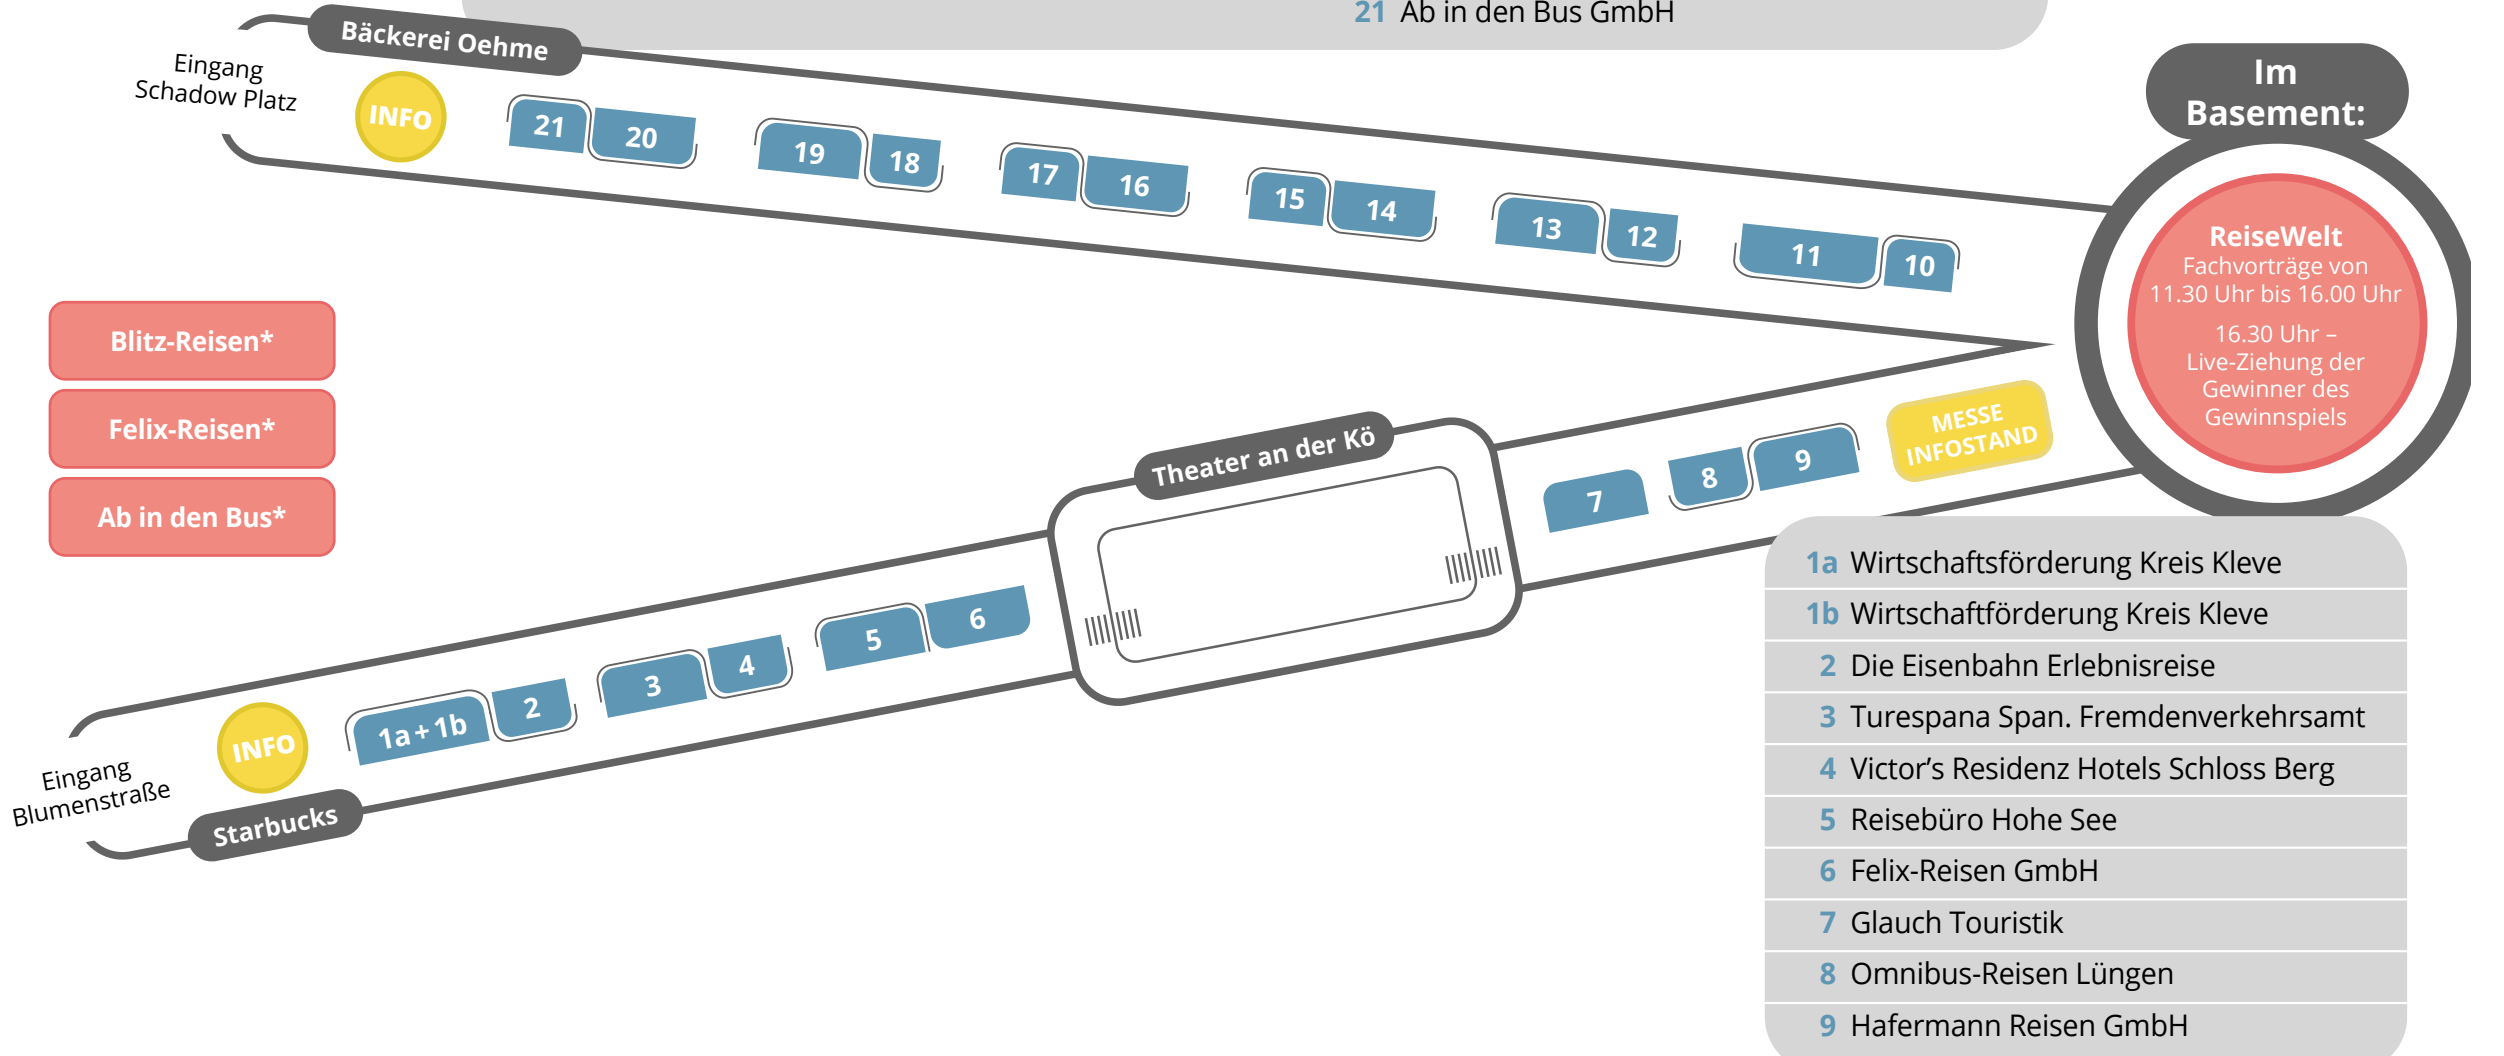 21 Ab in den Bus GmbH
Bäckerei Oehme
Eingang
Schadow Platz
INFO
21
20
19
18
17
16
15
14
13
12
11
10
Im
Basement:
ReiseWelt
Fachvorträge von
11.30 Uhr bis 16.00 Uhr
16.30 Uhr –
Live-Ziehung der
Gewinner des
Gewinnspiels
Blitz-Reisen*
Felix-Reisen*
Ab in den Bus*
Theater an der Kö
MESSE
INFOSTAND
9
8
7
6
5
4
3
2
1a + 1b
INFO
Eingang
Blumenstraße
Starbucks
1a Wirtschaftsförderung Kreis Kleve
1b Wirtschaftförderung Kreis Kleve
2 Die Eisenbahn Erlebnisreise
3 Turespana Span. Fremdenverkehrsamt
4 Victor’s Residenz Hotels Schloss Berg
5 Reisebüro Hohe See
6 Felix-Reisen GmbH
7 Glauch Touristik
8 Omnibus-Reisen Lüngen
9 Hafermann Reisen GmbH